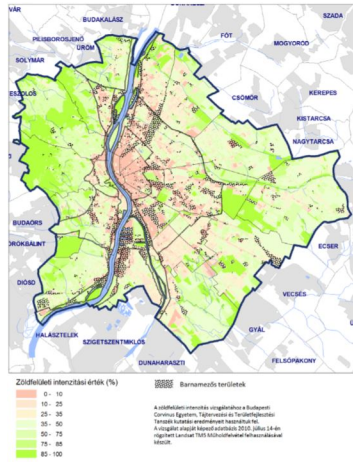 VÁR
BUDAKALÁSZ
SZADA
PILISBOROSJENŐ
FÓT
ÜRÖM
MOGYORÓD
SOLYMÁR
KEREPES
CSÖMÖR
KISTARCSA
NAGYTARCSA
BUDAÖRS
ECSER
DIÓSD
VECSÉS
HALÁSZTELEK
SZIGETSZENTMIKLÓS
GYÁL
DUNAHARASZTI
FELSŐPAKONY
Zöldfelületi intenzitási érték (%)
0 - 10
10 - 25
25 - 35
35 - 50
50 - 75
75 - 85
85 - 100
Barnamezős területek
A zöldfelületi intenzitás vizsgálatához a Budapesti
Corvinus Egyetem, Tájtervezési és Területfejlesztési
Tanszék kutatási eredményeit használtuk fel.
A vizsgálat alapját képező adatbázis 2010. július 14-én
rögzített Landsat TM5 Műholdfelvétel felhasználásával
készült.